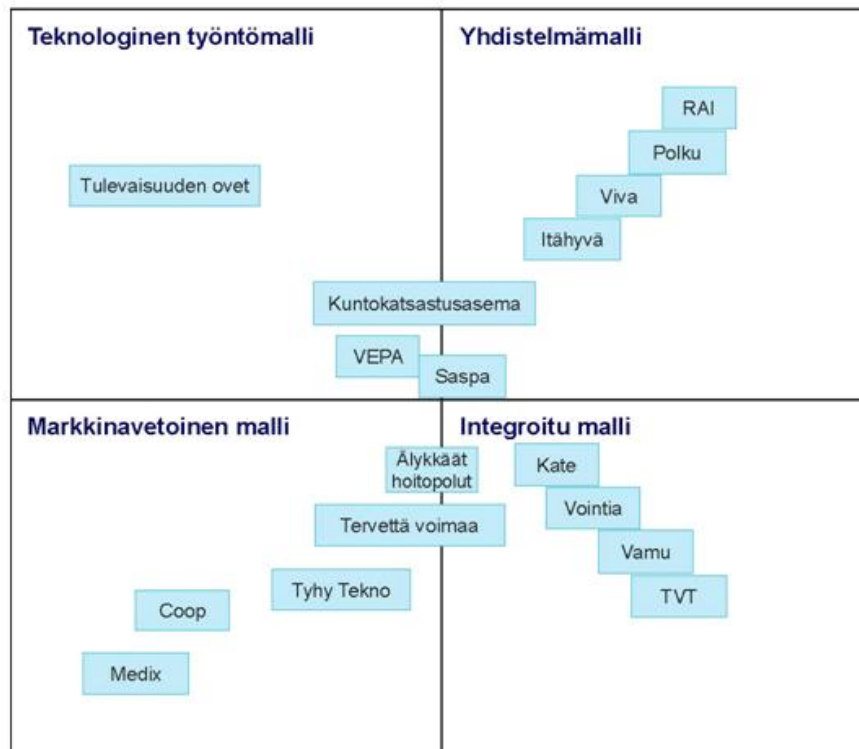 Teknologinen työntömalli
Yhdistelmämalli
RAI
Polku
Tulevaisuuden ovet
Viva
Itähyvä
Kuntokatsastusasema
VEPA
Saspa
Markkinavetoinen malli
Integroitu malli
Älykkäät
hoitopolut
Kate
Vointia
Tervettä voimaa
Vamu
Tyhy Tekno
TVT
Coop
Medix